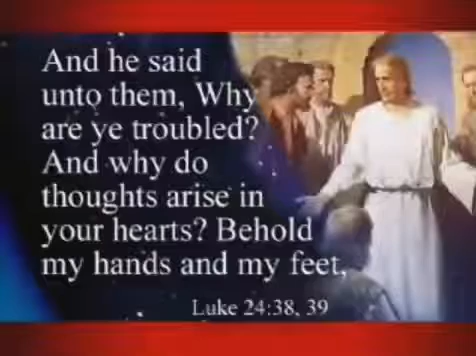 And he said
unto them, Why
are ye troubled?
And why do
thoughts arise in
your hearts? Behold
my hands and my feet,
Luke 24:38, 39